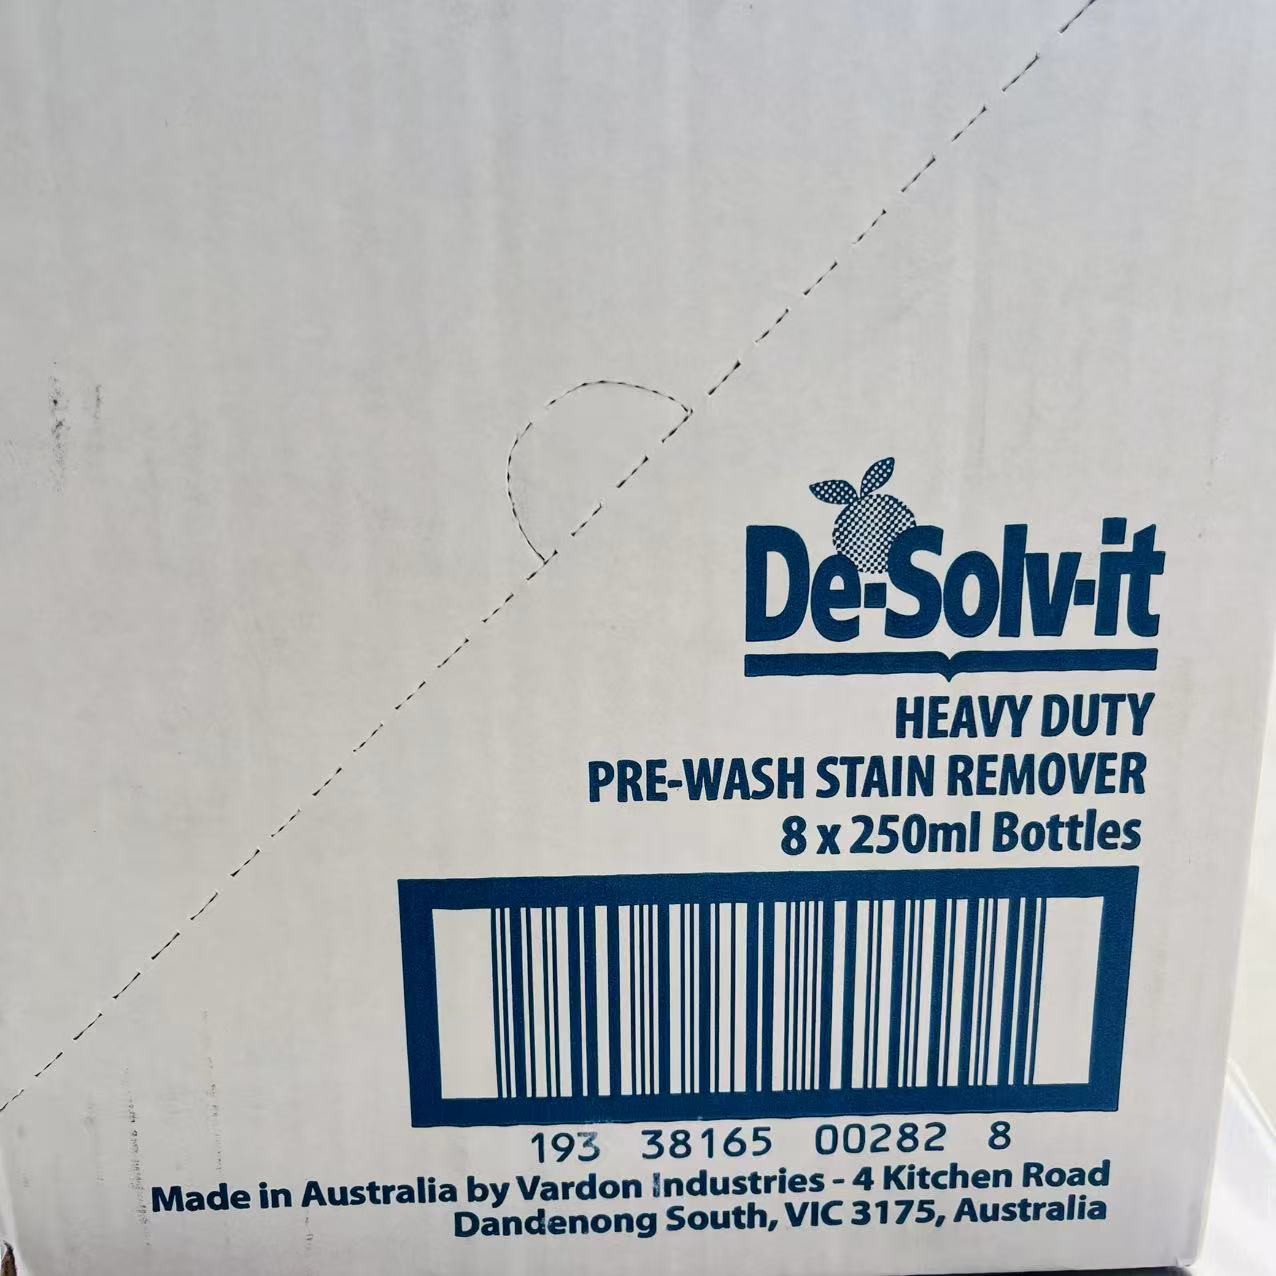 De-Solv-it
HEAVY DUTY
PRE-WASH STAIN REMOVER
8 x 250ml Bottles
193 38165 00282 8
Made in Australia by Vardon Industries - 4 Kitchen Road
Dandenong South, VIC 3175, Australia